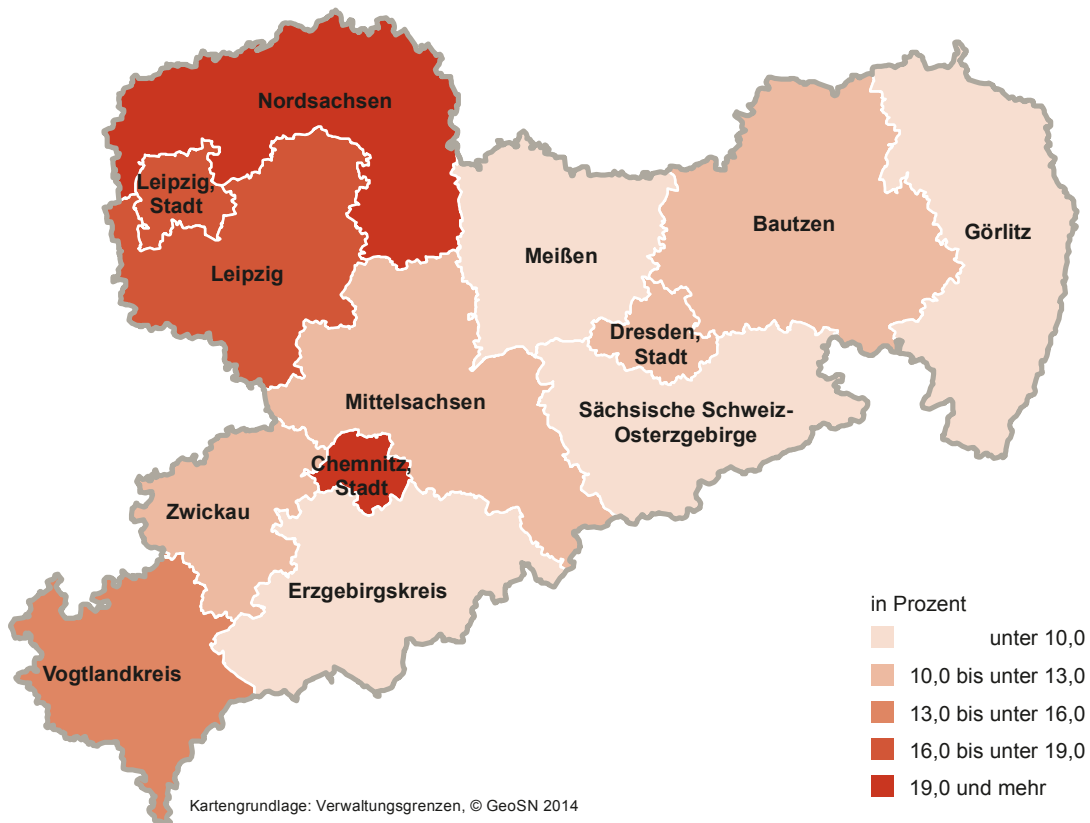 Nordsachsen
Leipzig,
Stadt
Leipzig
Meißen
Bautzen
Görlitz
Dresden,
Stadt
Mittelsachsen
Sächsische Schweiz-
Osterzgebirge
Chemnitz,
Stadt
Zwickau
Erzgebirgskreis
Vogtlandkreis
in Prozent
unter 10,0
10,0 bis unter 13,0
13,0 bis unter 16,0
16,0 bis unter 19,0
19,0 und mehr
Kartengrundlage: Verwaltungsgrenzen, © GeoSN 2014